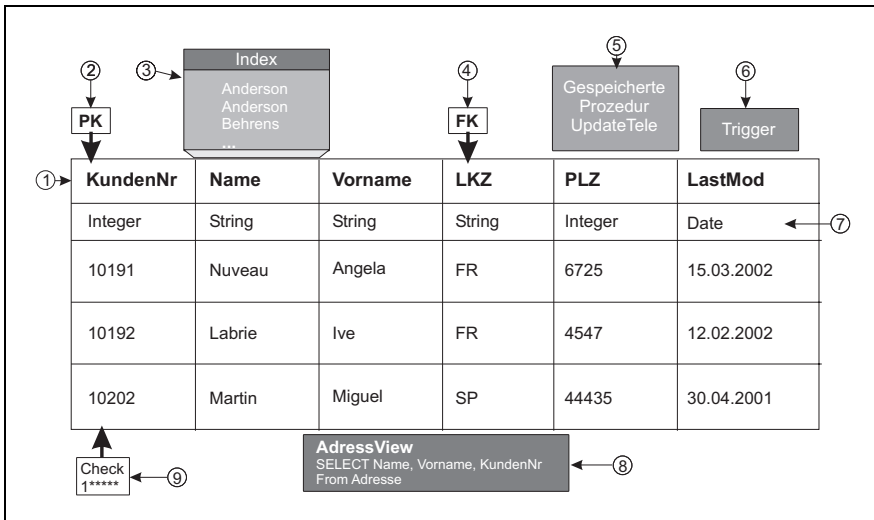 Index
Anderson
Anderson
Behrens
...
②
③
④
⑤
⑥
PK
FK
Gespeicherte
Prozedur
UpdateTele
Trigger
①
KundenNr Name Vorname LKZ PLZ LastMod
Integer String String String Integer Date
⑦
10191 Nuveau Angela FR 6725 15.03.2002
10192 Labrie Ive FR 4547 12.02.2002
10202 Martin Miguel SP 44435 30.04.2001
Check
1*****
⑨
AdressView
SELECT Name, Vorname, KundenNr
From Adresse
⑧